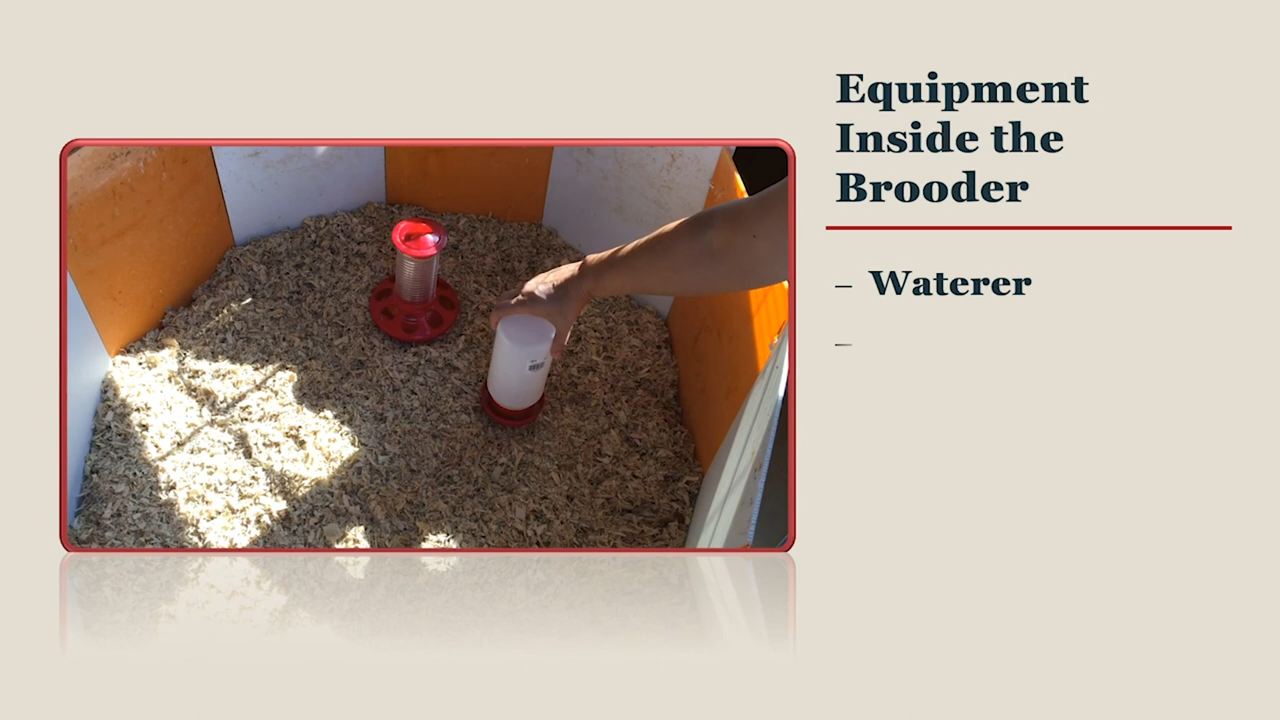 Equipment
Inside the
Brooder
– Waterer
–